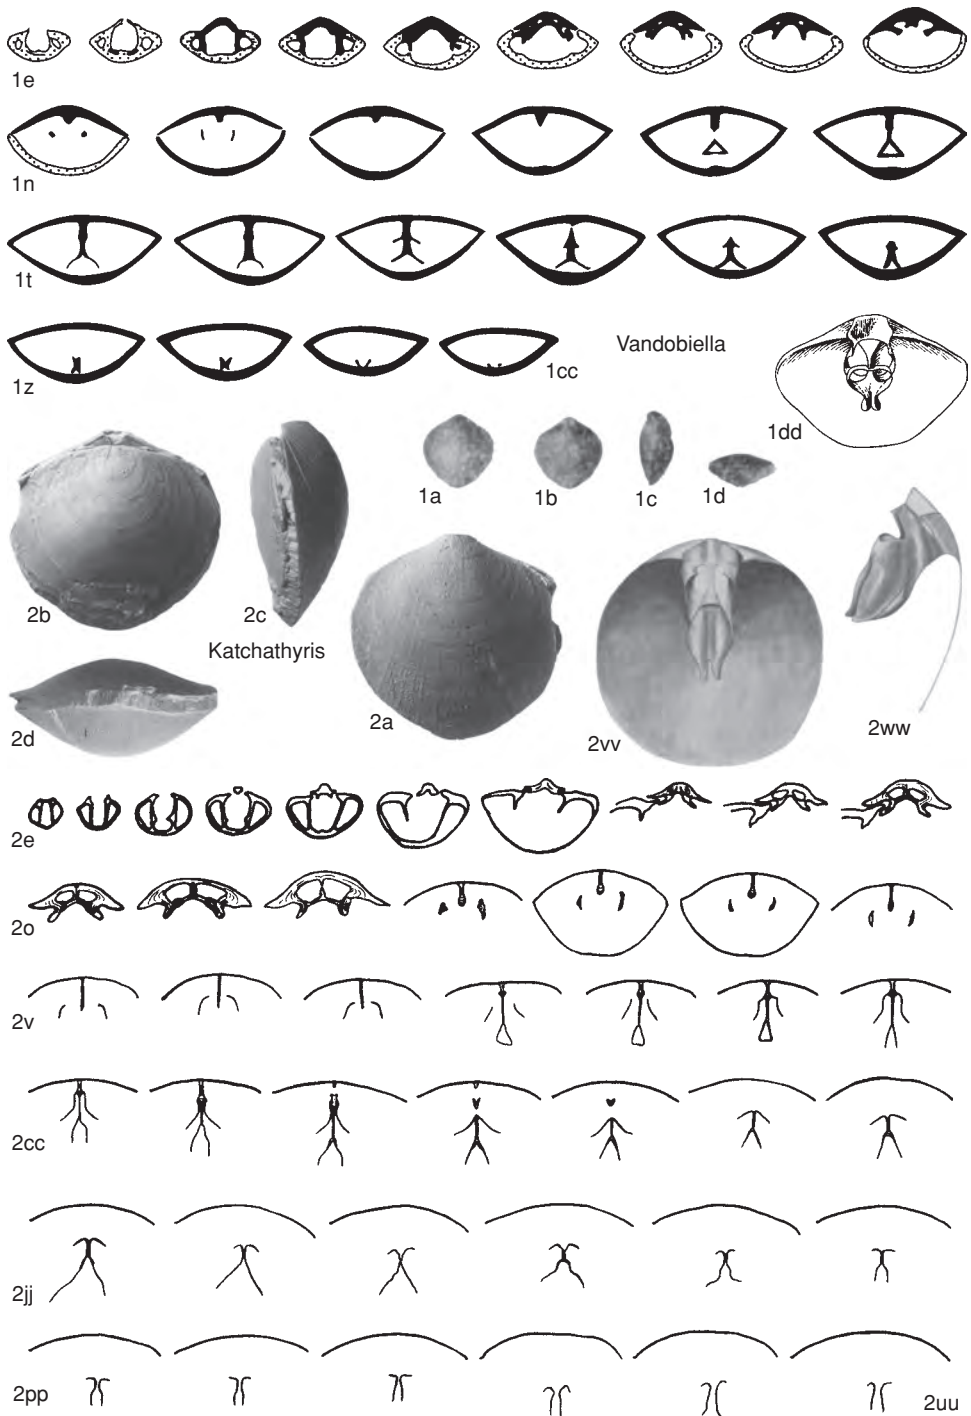 1e
1n
1t
1z
1cc
Vandobiella
1dd
1a
1b
1c
1d
2b
2c
Katchathyris
2d
2a
2vv
2ww
2e
2o
2v
2cc
2jj
2pp
2uu